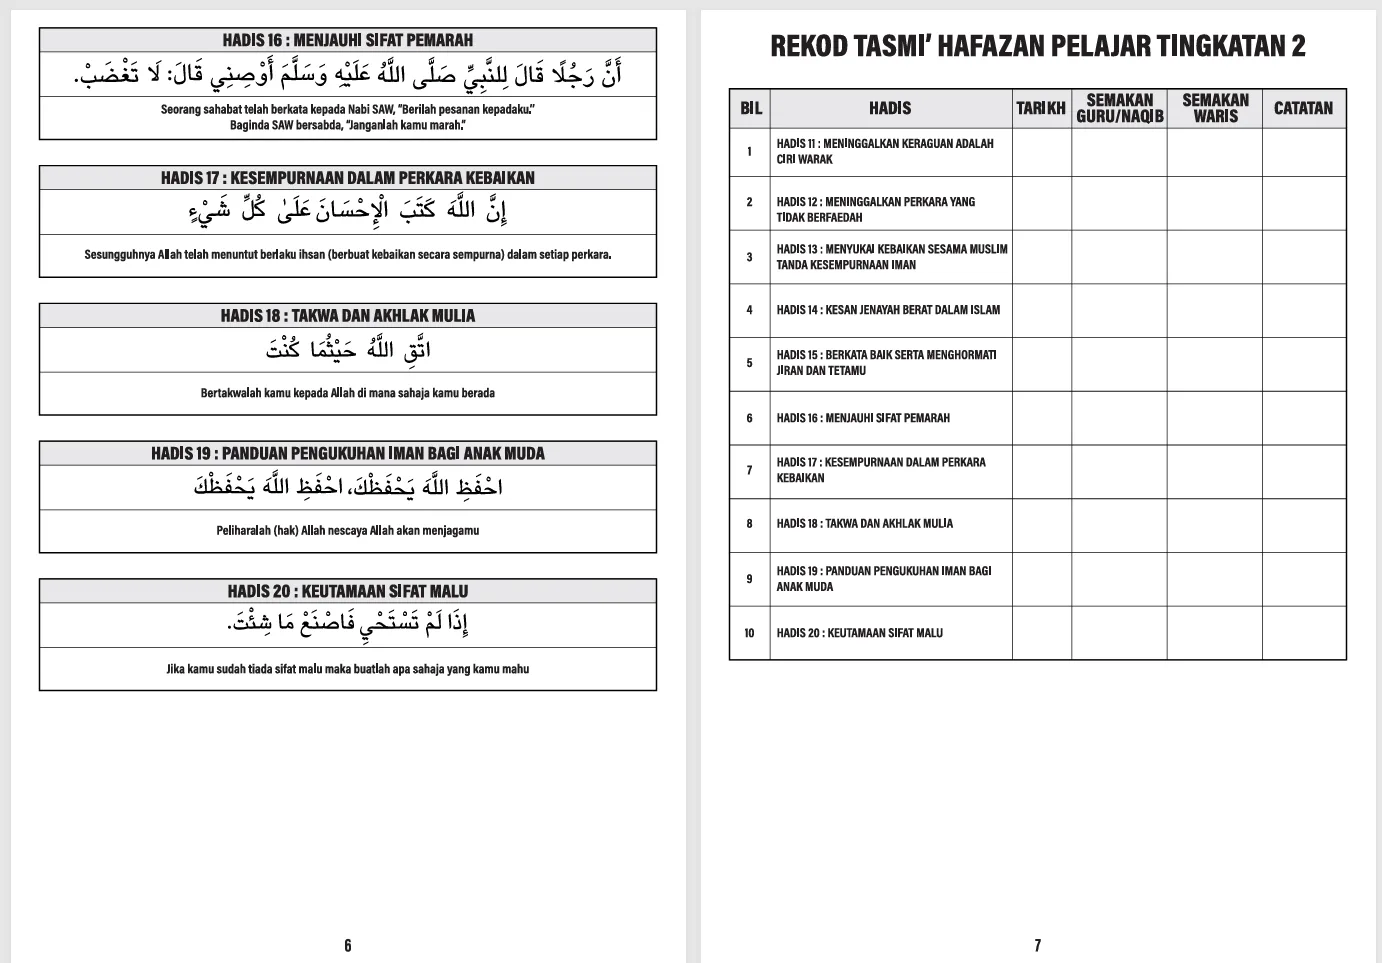 HADIS 16 : MENJAUHI SIFAT PEMARAH
أَنَّ رَجُلًا قَالَ لِلنَّبِيِّ صَلَّى اللَّهُ عَلَيْهِ وَسَلَّمَ أَوْصِنِي قَالَ: لَا تَغْضَبْ.
Seorang sahabat telah berkata kepada Nabi SAW, "Berilah pesanan kepadaku."
Baginda SAW bersabda, "Janganlah kamu marah."
HADIS 17 : KESEMPURNAAN DALAM PERKARA KEBAIKAN
إِنَّ اللَّهَ كَتَبَ الْإِحْسَانَ عَلَىٰ كُلِّ شَيْءٍ
Sesungguhnya Allah telah menuntut berlaku ihsan (berbuat kebaikan secara sempurna) dalam setiap perkara.
HADIS 18 : TAKWA DAN AKHLAK MULIA
اتَّقِ اللَّهَ حَيْثُمَا كُنْتَ
Bertakwalah kamu kepada Allah di mana sahaja kamu berada
HADIS 19 : PANDUAN PENGUKUHAN IMAN BAGI ANAK MUDA
احْفَظِ اللَّهَ يَحْفَظْكَ، احْفَظِ اللَّهَ يَحْفَظْكَ
Peliharalah (hak) Allah nescaya Allah akan menjagamu
HADIS 20 : KEUTAMAAN SIFAT MALU
إِذَا لَمْ تَسْتَحْيِ فَاصْنَعْ مَا شِئْتَ.
Jika kamu sudah tiada sifat malu maka buatlah apa sahaja yang kamu mahu
6
REKOD TASMI' HAFAZAN PELAJAR TINGKATAN 2
BIL HADIS TARIKH SEMAKAN GURU/NAQIB SEMAKAN WARIS CATATAN
1 HADIS 11 : MENINGGALKAN KERAGUAN ADALAH
CIRI WARAK
2 HADIS 12 : MENINGGALKAN PERKARA YANG
TIDAK BERFAEDAH
3 HADIS 13 : MENYUKAI KEBAIKAN SESAMA MUSLIM
TANDA KESEMPURNAAN IMAN
4 HADIS 14 : KESAN JENAYAH BERAT DALAM ISLAM
5 HADIS 15 : BERKATA BAIK SERTA MENGHORMATI
JIRAN DAN TETAMU
6 HADIS 16 : MENJAUHI SIFAT PEMARAH
7 HADIS 17 : KESEMPURNAAN DALAM PERKARA
KEBAIKAN
8 HADIS 18 : TAKWA DAN AKHLAK MULIA
9 HADIS 19 : PANDUAN PENGUKUHAN IMAN BAGI
ANAK MUDA
10 HADIS 20 : KEUTAMAAN SIFAT MALU
7